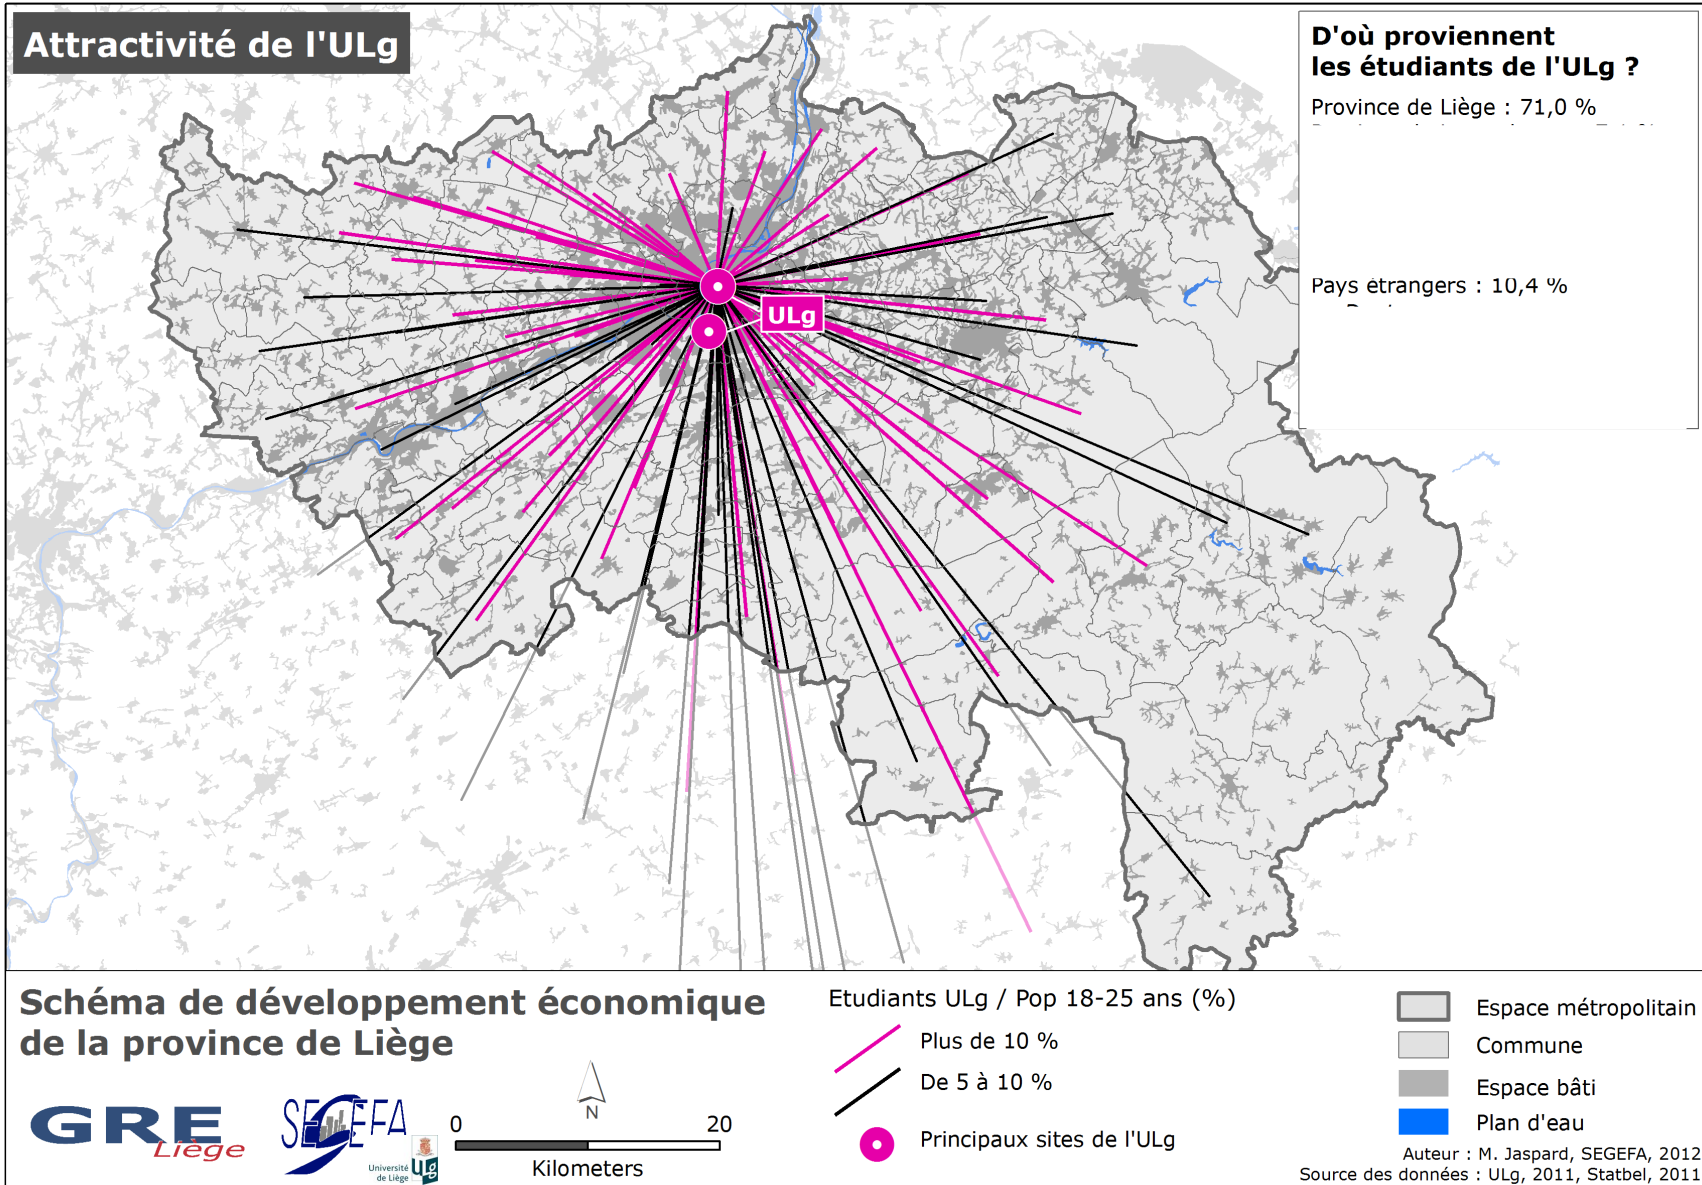 Attractivité de l'ULg
D'où proviennent
les étudiants de l'ULg ?
Province de Liège : 71,0 %
Pays étrangers : 10,4 %
ULg
Schéma de développement économique
de la province de Liège
GRE
Liège
SEGEFA
Université
de Liège
ULg
N
0 20
Kilometers
Etudiants ULg / Pop 18-25 ans (%)
Plus de 10 %
De 5 à 10 %
Principaux sites de l'ULg
Espace métropolitain
Commune
Espace bâti
Plan d'eau
Auteur : M. Jaspard, SEGEFA, 2012
Source des données : ULg, 2011, Statbel, 2011